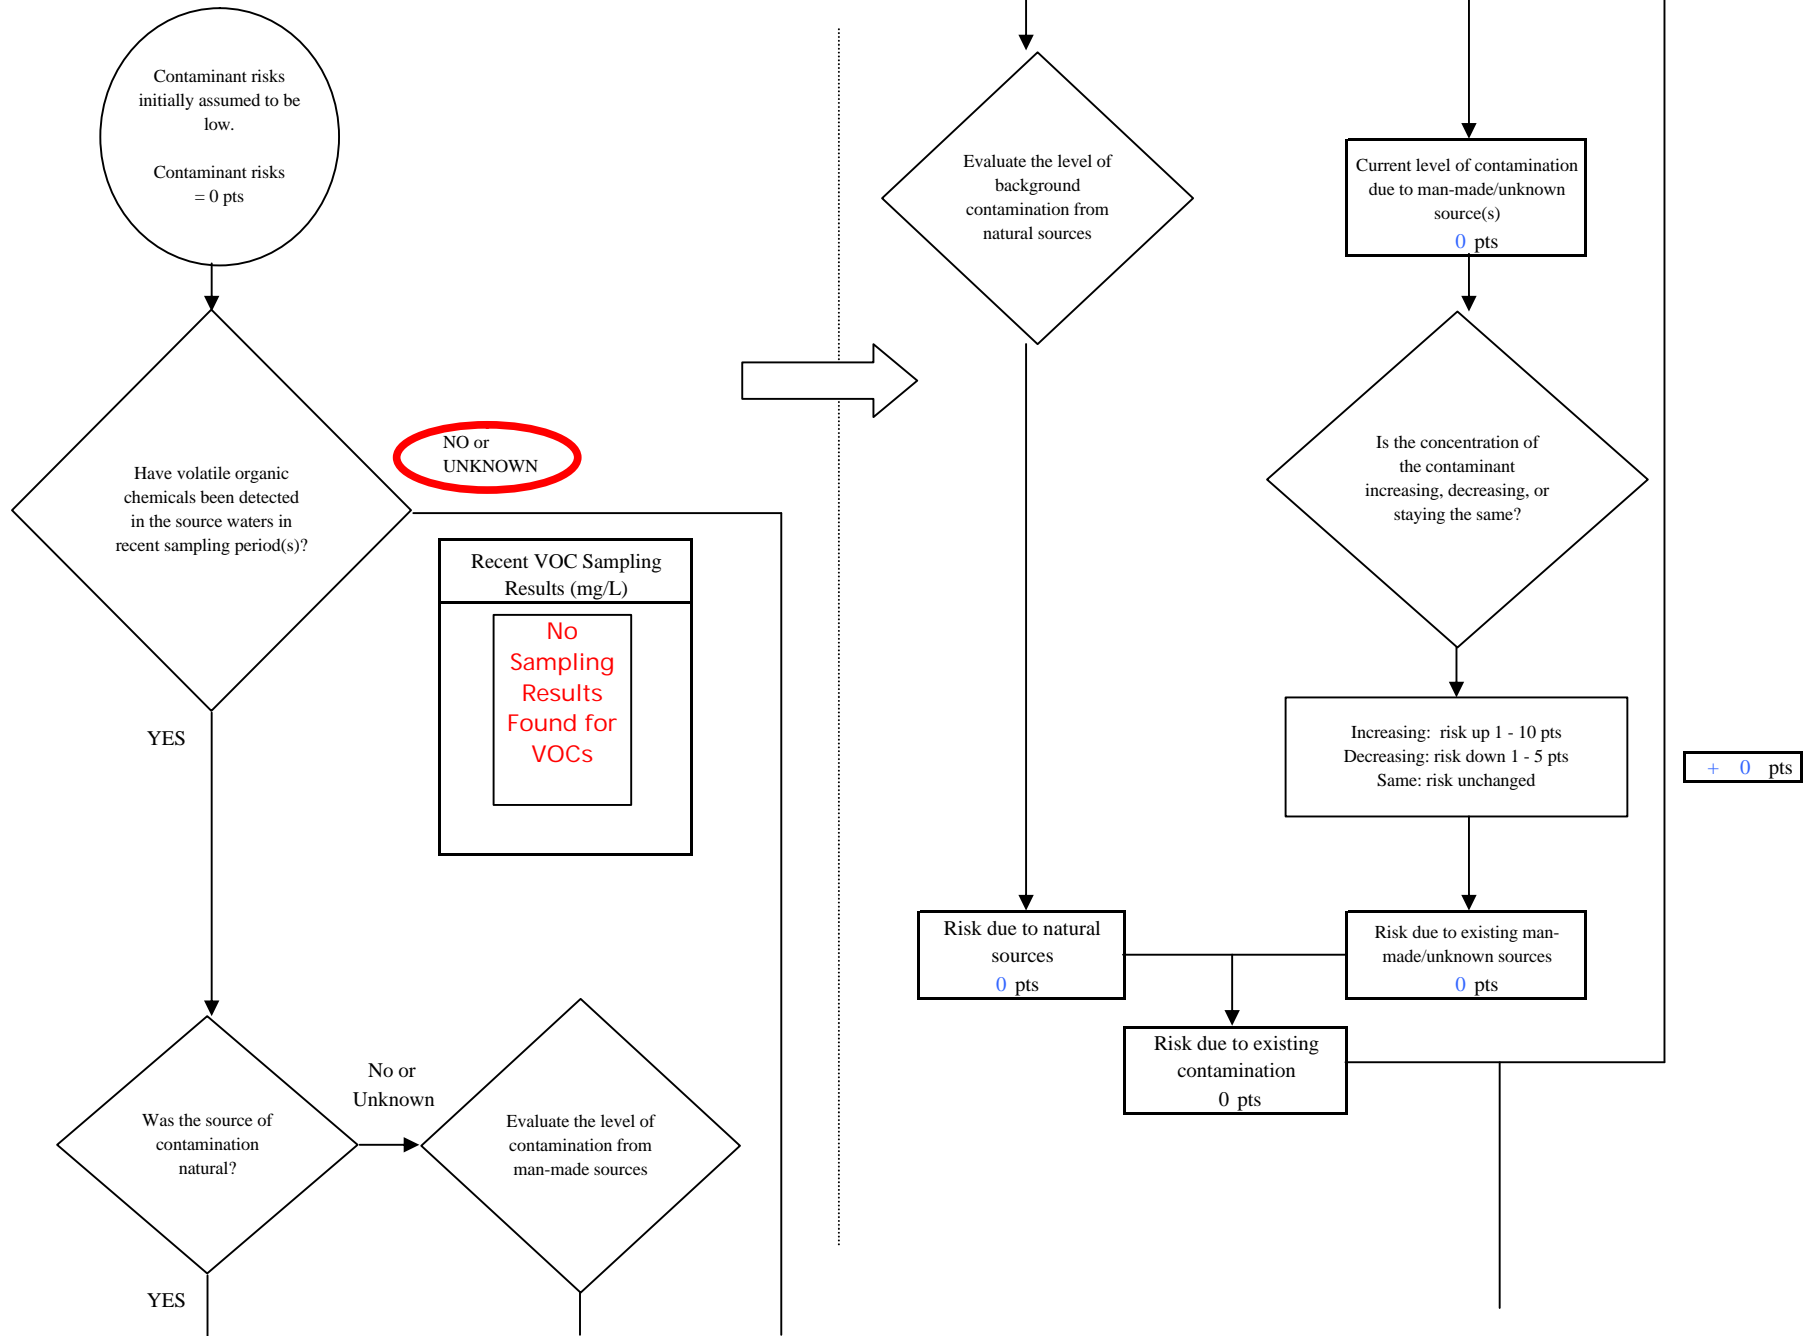 Contaminant risks
initially assumed to be
low.
Contaminant risks
= 0 pts
Have volatile organic
chemicals been detected
in the source waters in
recent sampling period(s)?
NO or
UNKNOWN
Recent VOC Sampling
Results (mg/L)
No
Sampling
Results
Found for
VOCs
YES
Was the source of
contamination
natural?
No or
Unknown
Evaluate the level of
contamination from
man-made sources
YES
Evaluate the level of
background
contamination from
natural sources
Current level of contamination
due to man-made/unknown
source(s)
0 pts
Is the concentration of
the contaminant
increasing, decreasing, or
staying the same?
Increasing: risk up 1 - 10 pts
Decreasing: risk down 1 - 5 pts
Same: risk unchanged
+ 0 pts
Risk due to natural
sources
0 pts
Risk due to existing man-
made/unknown sources
0 pts
Risk due to existing
contamination
0 pts